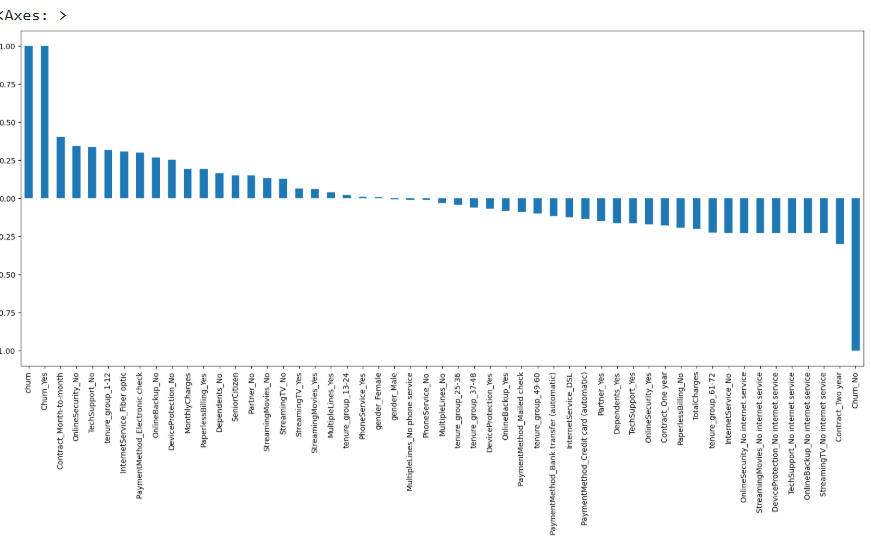 <Axes: >
1.00
0.75
0.50
0.25
0.00
0.25
0.50
0.75
1.00
churn
Churn_Yes
Contract_Month-to-month
OnlineSecurity_No
TechSupport_No
tenure_group_1-12
InternetService_Fiber optic
PaymentMethod_Electronic check
OnlineBackup_No
DeviceProtection_No
MonthlyCharges
PaperlessBilling_Yes
Dependents_No
SeniorCitizen
Partner_No
StreamingMovies_No
StreamingTV_No
StreamingTV_Yes
StreamingMovies_Yes
MultipleLines_Yes
tenure_group_13-24
PhoneService_Yes
gender_Female
gender_Male
MultipleLines_No phone service
PhoneService_No
MultipleLines_No
tenure_group_25-36
tenure_group_37-48
DeviceProtection_Yes
OnlineBackup_Yes
PaymentMethod_Mailed check
tenure_group_49-60
PaymentMethod_Bank transfer (automatic)
InternetService_DSL
PaymentMethod_Credit card (automatic)
Partner_Yes
Dependents_Yes
TechSupport_Yes
OnlineSecurity_Yes
Contract_One year
PaperlessBilling_No
TotalCharges
tenure_group_61-72
InternetService_No
OnlineSecurity_No internet service
StreamingMovies_No internet service
DeviceProtection_No internet service
TechSupport_No internet service
OnlineBackup_No internet service
StreamingTV_No internet service
Contract_Two year
Churn_No